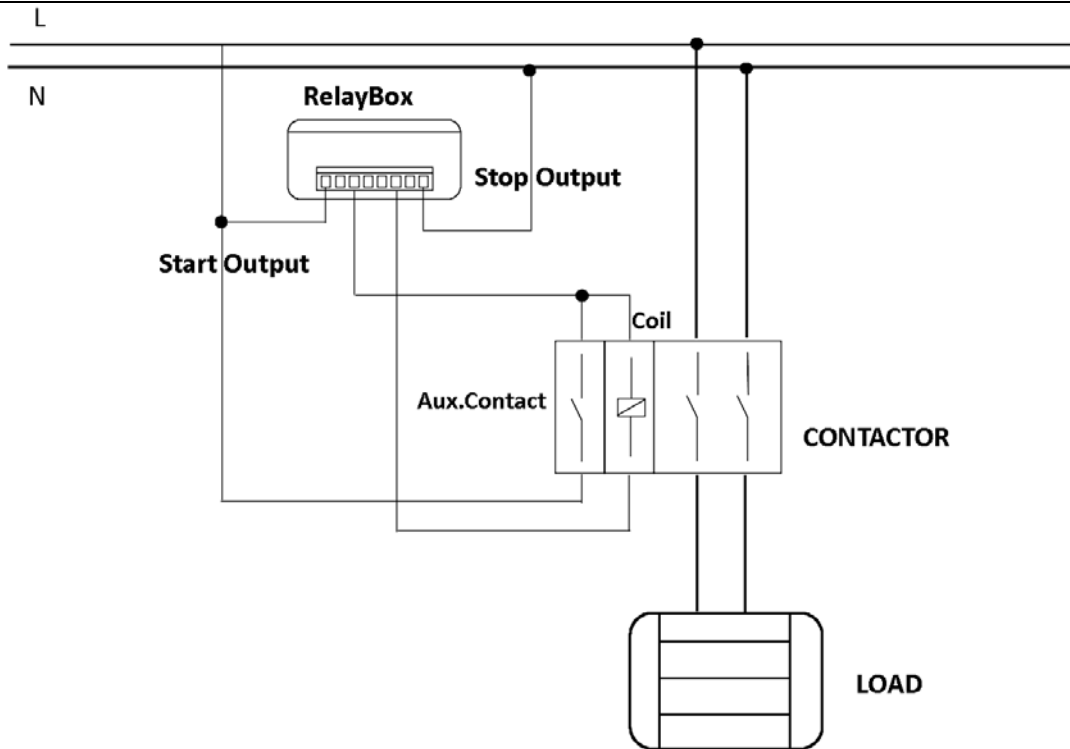 L
N
RelayBox
Stop Output
Start Output
Coil
Aux.Contact
CONTACTOR
LOAD